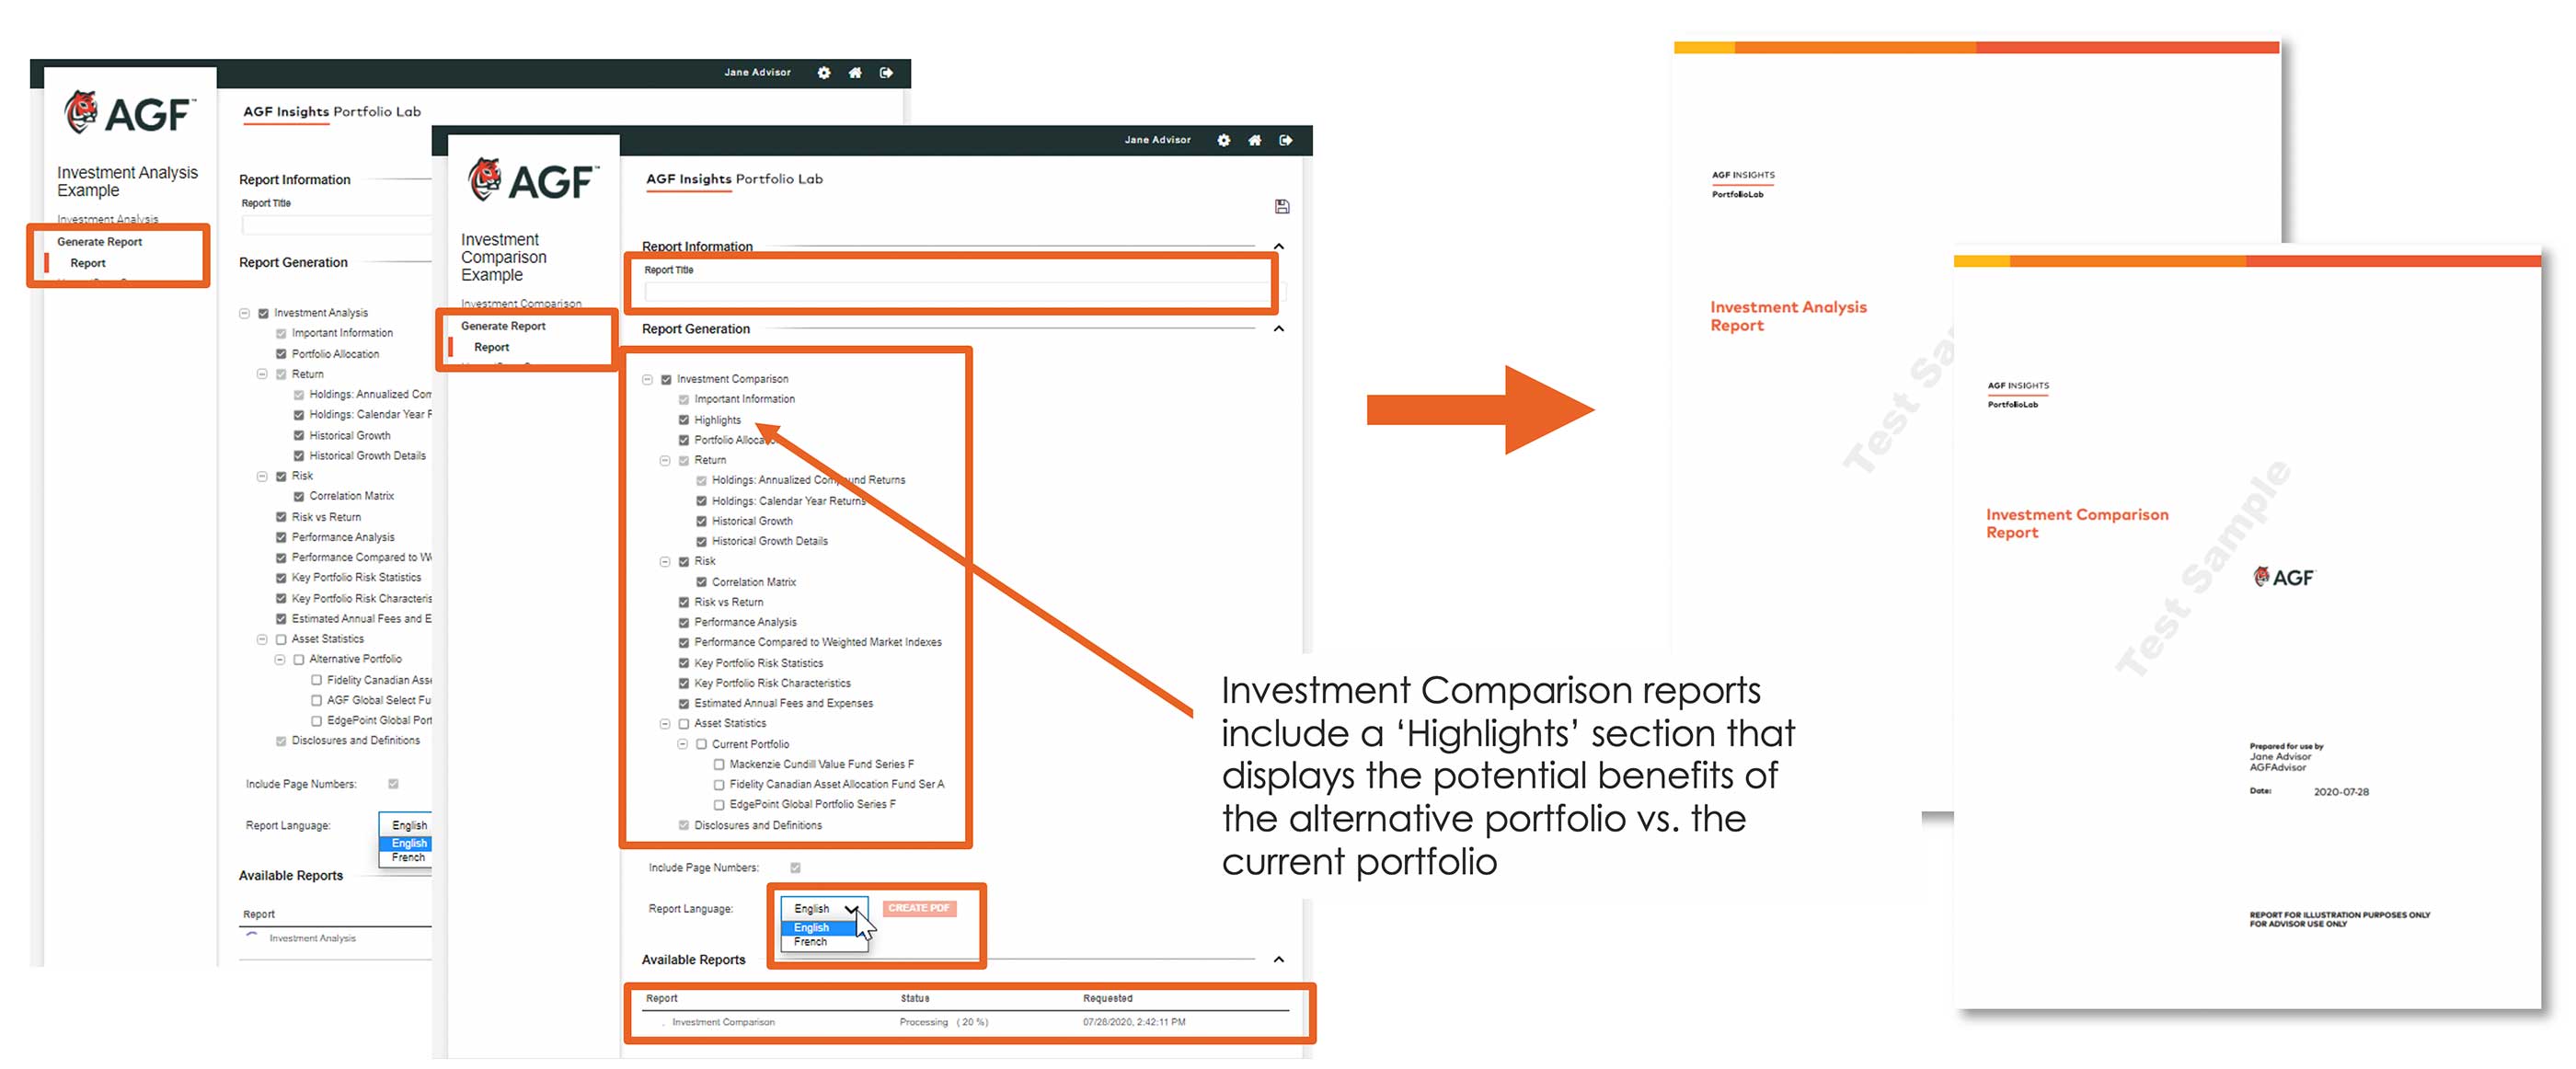 Jane Advisor
AGF™
AGF Insights Portfolio Lab
Investment Analysis
Example
Investment Analysis
Generate Report
Report
Report Information
Report Title
Report Generation
Investment Analysis
Important Information
Portfolio Allocation
Return
Holdings: Annualized Com
Holdings: Calendar Year
Historical Growth
Historical Growth Details
Risk
Correlation Matrix
Risk vs Return
Performance Analysis
Performance Compared to
Key Portfolio Risk Statistics
Key Portfolio Risk Characteris
Estimated Annual Fees and E
Asset Statistics
Alternative Portfolio
Fidelity Canadian Asse
AGF Global Select Fu
EdgePoint Global Port
Disclosures and Definitions
Include Page Numbers:
Report Language:
English
English
French
Available Reports
Report
Investment Analysis
Jane Advisor
AGF™
AGF Insights Portfolio Lab
Investment
Comparison
Example
Investment Comparison
Generate Report
Report
Report Information
Report Title
Report Generation
Investment Comparison
Important Information
Highlights
Portfolio Alloca
Return
Holdings: Annualized Compound Returns
Holdings: Calendar Year Returns
Historical Growth
Historical Growth Details
Risk
Correlation Matrix
Risk vs Return
Performance Analysis
Performance Compared to Weighted Market Indexes
Key Portfolio Risk Statistics
Key Portfolio Risk Characteristics
Estimated Annual Fees and Expenses
Asset Statistics
Current Portfolio
Mackenzie Cundill Value Fund Series F
Fidelity Canadian Asset Allocation Fund Ser A
EdgePoint Global Portfolio Series F
Disclosures and Definitions
Include Page Numbers:
Report Language:
English
CREATE PDF
English
French
Available Reports
Report Status Requested
Investment Comparison Processing (20 %) 07/28/2020, 2:42:11 PM
Investment Comparison reports
include a ‘Highlights’ section that
displays the potential benefits of
the alternative portfolio vs. the
current portfolio
AGF INSIGHTS
PortfolioLab
Investment Analysis
Report
Test Sa
AGF INSIGHTS
PortfolioLab
Investment Comparison
Report
Test Sample
AGF
Prepared for use by
Jane Advisor
AGFAdvisor
Date: 2020-07-28
REPORT FOR ILLUSTRATION PURPOSES ONLY
FOR ADVISOR USE ONLY